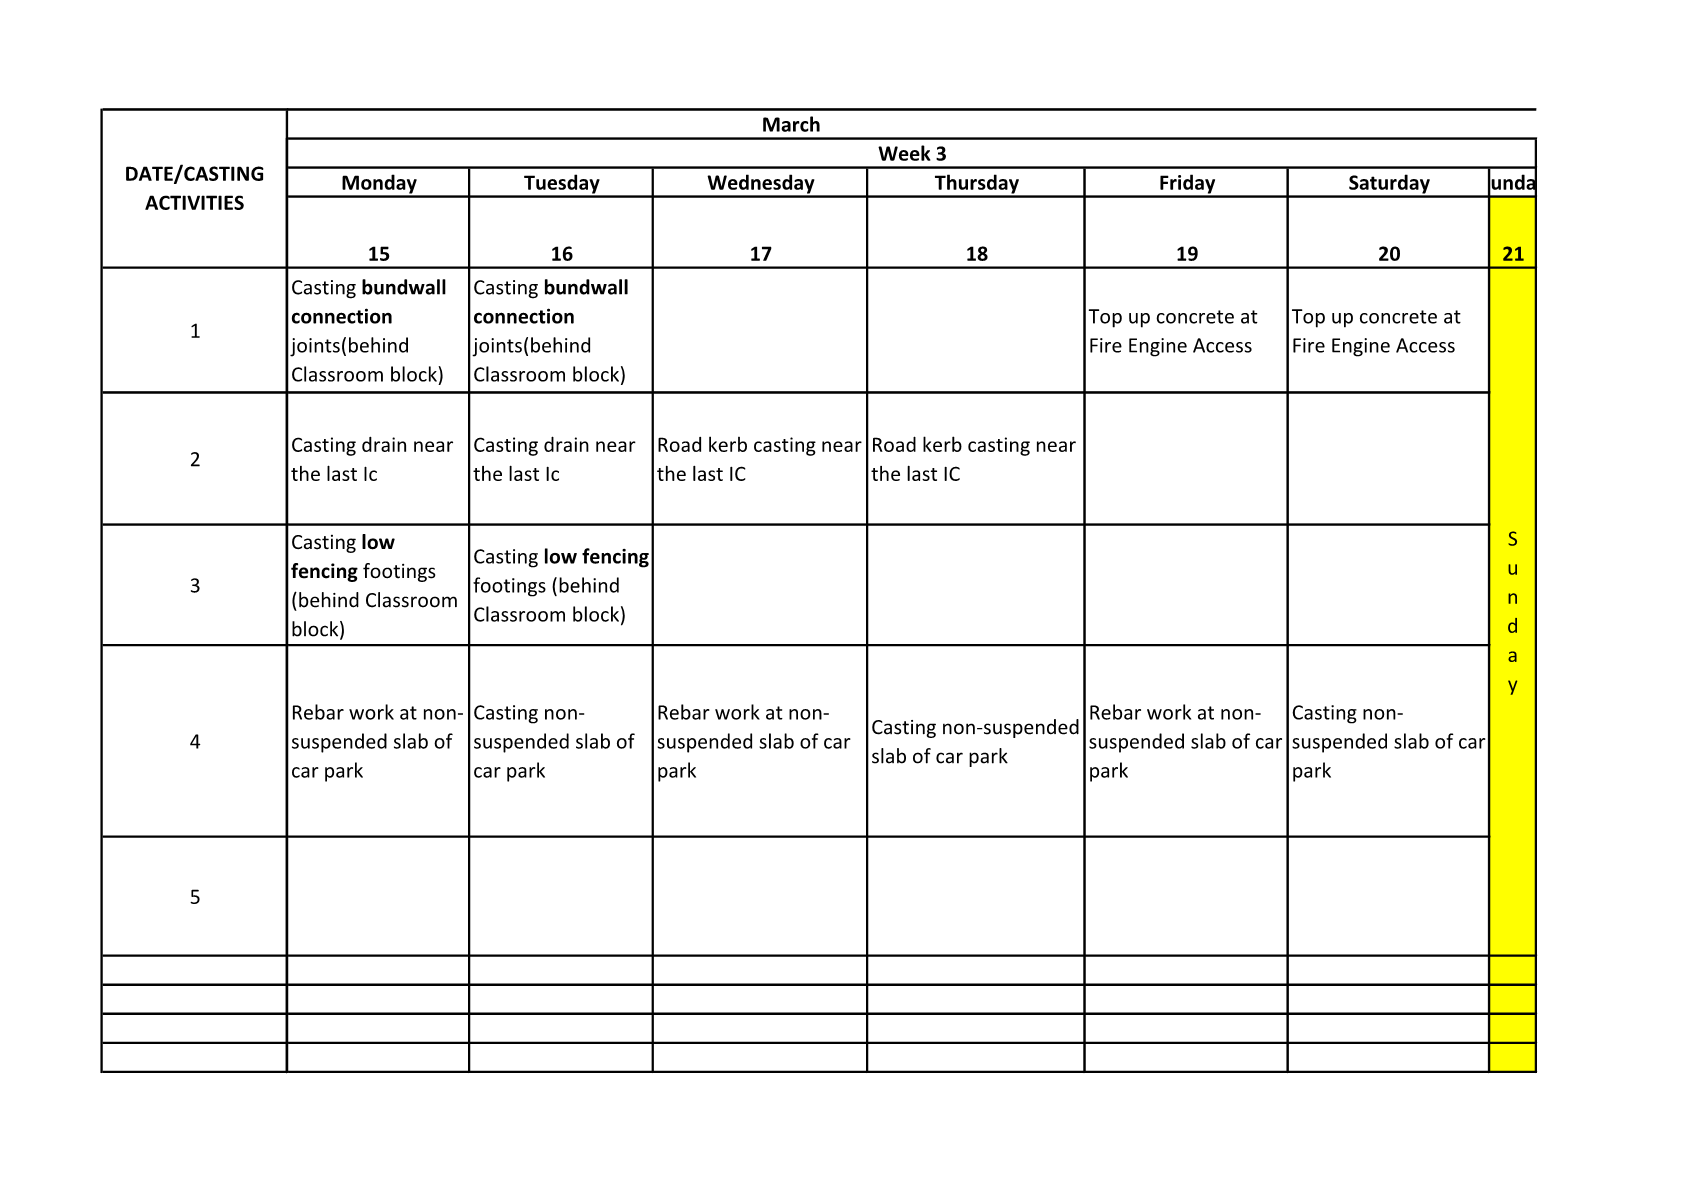 March
Week 3
DATE/CASTING
ACTIVITIES
Monday Tuesday Wednesday Thursday Friday Saturday unda
15 16 17 18 19 20 21
1
Casting bundwall
connection
joints(behind
Classroom block)
Casting bundwall
connection
joints(behind
Classroom block)
Top up concrete at
Fire Engine Access
Top up concrete at
Fire Engine Access
2
Casting drain near
the last Ic
Casting drain near
the last Ic
Road kerb casting near
the last IC
Road kerb casting near
the last IC
3
Casting low
fencing footings
(behind Classroom
block)
Casting low fencing
footings (behind
Classroom block)
4
Rebar work at non-
suspended slab of
car park
Casting non-
suspended slab of
car park
Rebar work at non-
suspended slab of car
park
Casting non-suspended
slab of car park
Rebar work at non-
suspended slab of car
park
Casting non-
suspended slab of car
park
5
S
u
n
d
a
y